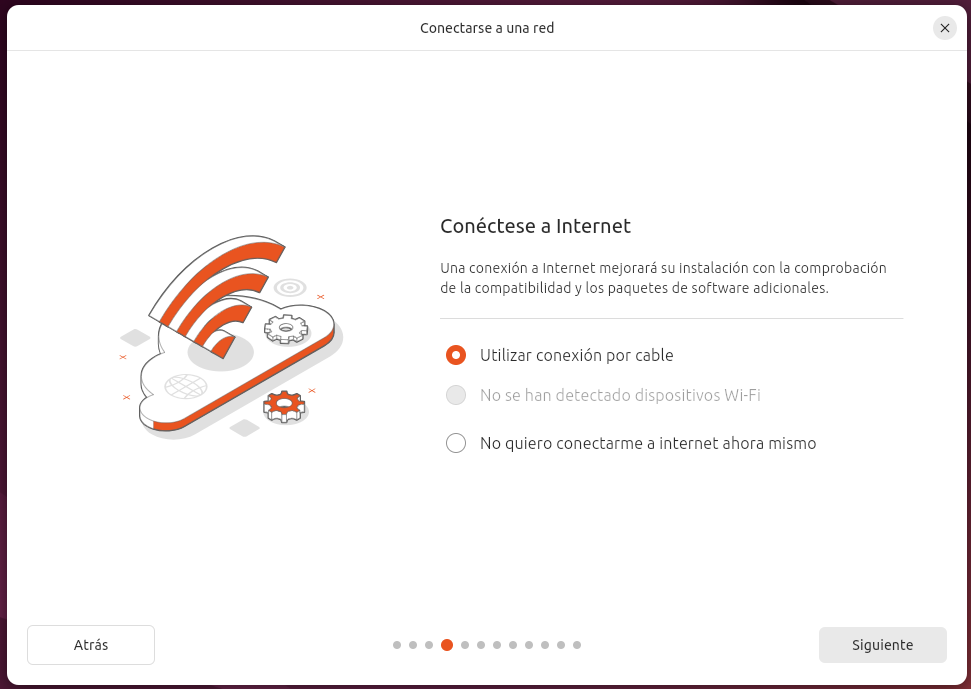 Conectarse a una red
Conéctese a Internet
Una conexión a Internet mejorará su instalación con la comprobación
de la compatibilidad y los paquetes de software adicionales.
Utilizar conexión por cable
No se han detectado dispositivos Wi-Fi
No quiero conectarme a internet ahora mismo
Atrás
Siguiente